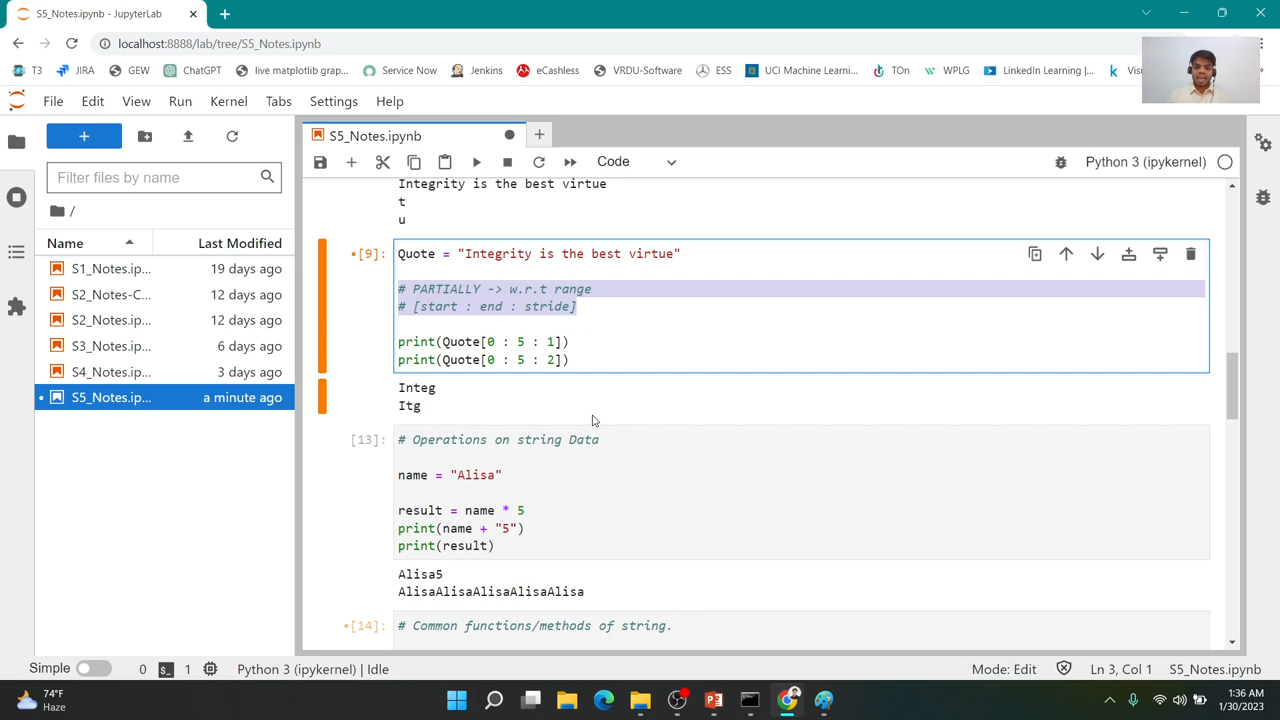 S5_Notes.ipynb - JupyterLab
localhost:8888/lab/tree/S5_Notes.ipynb
T3 JIRA GEW ChatGPT live matplotlib grap... Service Now Jenkins eCashless VRDU-Software ESS UCI Machine Learni... TOn WPLG LinkedIn Learning |...
File Edit View Run Kernel Tabs Settings Help
S5_Notes.ipynb
Filter files by name
Code
Python 3 (ipykernel)
/
Name Last Modified
S1_Notes.ip... 19 days ago
S2_Notes-C... 12 days ago
S2_Notes.ip... 12 days ago
S3_Notes.ip... 6 days ago
S4_Notes.ip... 3 days ago
S5_Notes.ip... a minute ago
Integrity is the best virtue
t
u
[9]: Quote = "Integrity is the best virtue"
# PARTIALLY -> w.r.t range
# [start : end : stride]
print(Quote[0 : 5 : 1])
print(Quote[0 : 5 : 2])
Integ
Itg
[13]: # Operations on string Data
name = "Alisa"
result = name * 5
print(name + "5")
print(result)
Alisa5
AlisaAlisaAlisaAlisaAlisa
[14]: # Common functions/methods of string.
Simple 0 1 Python 3 (ipykernel) | Idle Mode: Edit Ln 3, Col 1 S5_Notes.ipynb
74°F
Haze
1:36 AM
1/30/2023